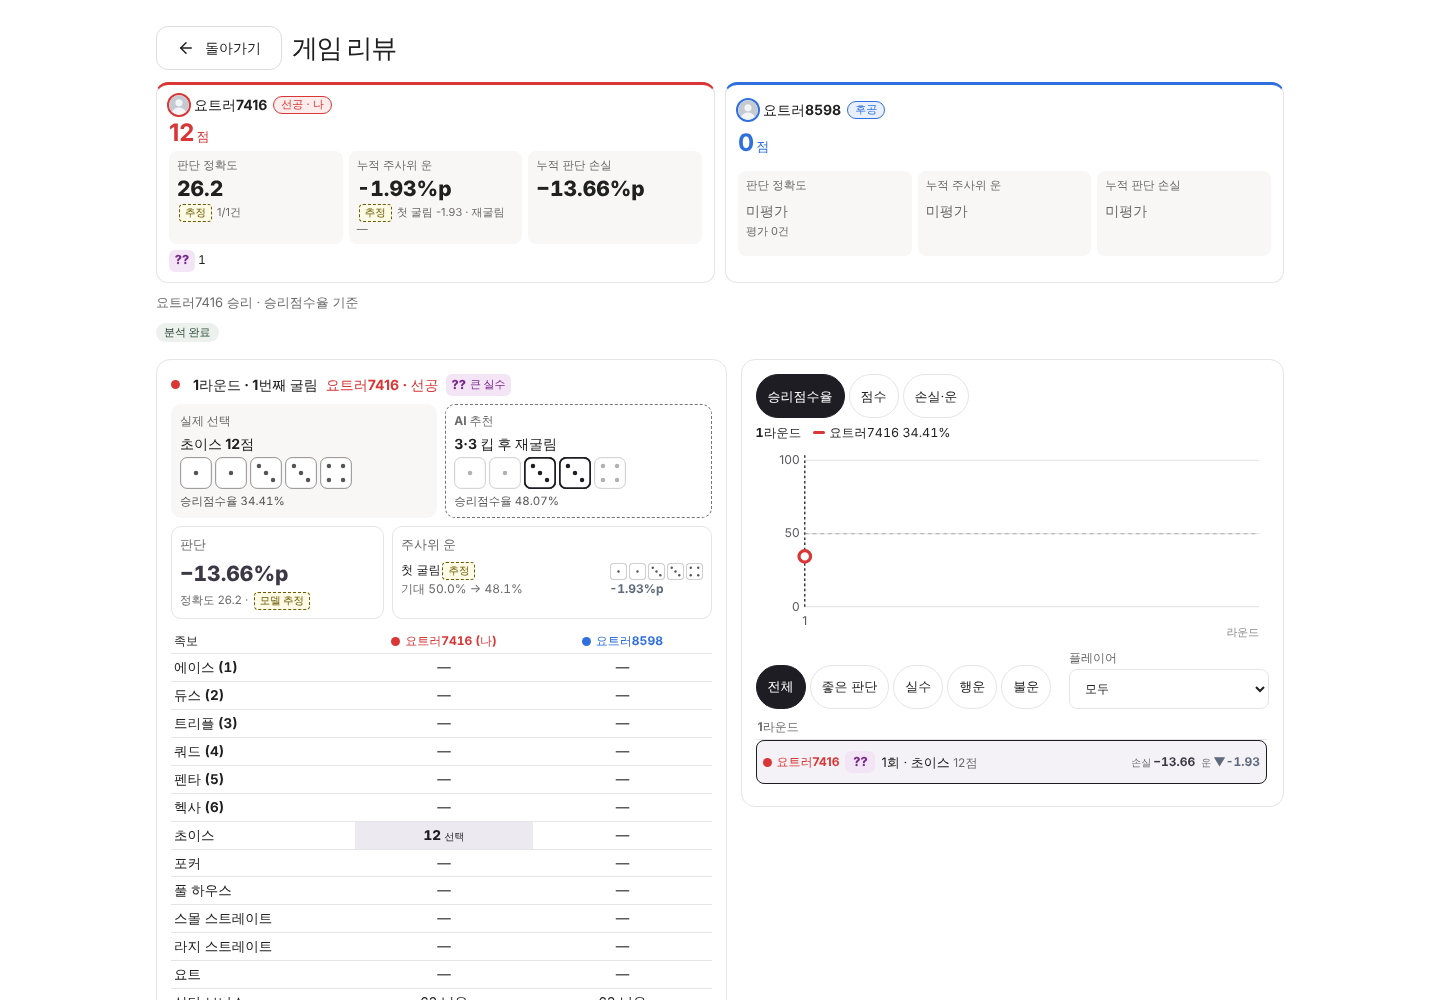 돌아가기 게임 리뷰
요트러7416 선공 · 나
12점
판단 정확도
26.2
추정 1/1건
누적 주사위 운
-1.93%p
추정 첫 굴림 -1.93 · 재굴림
—
누적 판단 손실
−13.66%p
?? 1
요트러8598 후공
0점
판단 정확도
미평가
평가 0건
누적 주사위 운
미평가
누적 판단 손실
미평가
요트러7416 승리 · 승리점수율 기준
분석 완료
1라운드 · 1번째 굴림 요트러7416 · 선공 ?? 큰 실수
실제 선택
초이스 12점
승리점수율 34.41%
AI 추천
3·3 킵 후 재굴림
승리점수율 48.07%
판단
−13.66%p
정확도 26.2 · 모델 추정
주사위 운
첫 굴림 추정
기대 50.0% → 48.1%
-1.93%p
족보 요트러7416 (나) 요트러8598
에이스 (1) — —
듀스 (2) — —
트리플 (3) — —
쿼드 (4) — —
펜타 (5) — —
헥사 (6) — —
초이스 12 선택 —
포커 — —
풀 하우스 — —
스몰 스트레이트 — —
라지 스트레이트 — —
요트 — —
승리점수율 점수 손실·운
1라운드 요트러7416 34.41%
100
50
0
1
라운드
전체 좋은 판단 실수 행운 불운
플레이어
모두
1라운드
요트러7416 ?? 1회 · 초이스 12점 손실 −13.66 운 ▼-1.93